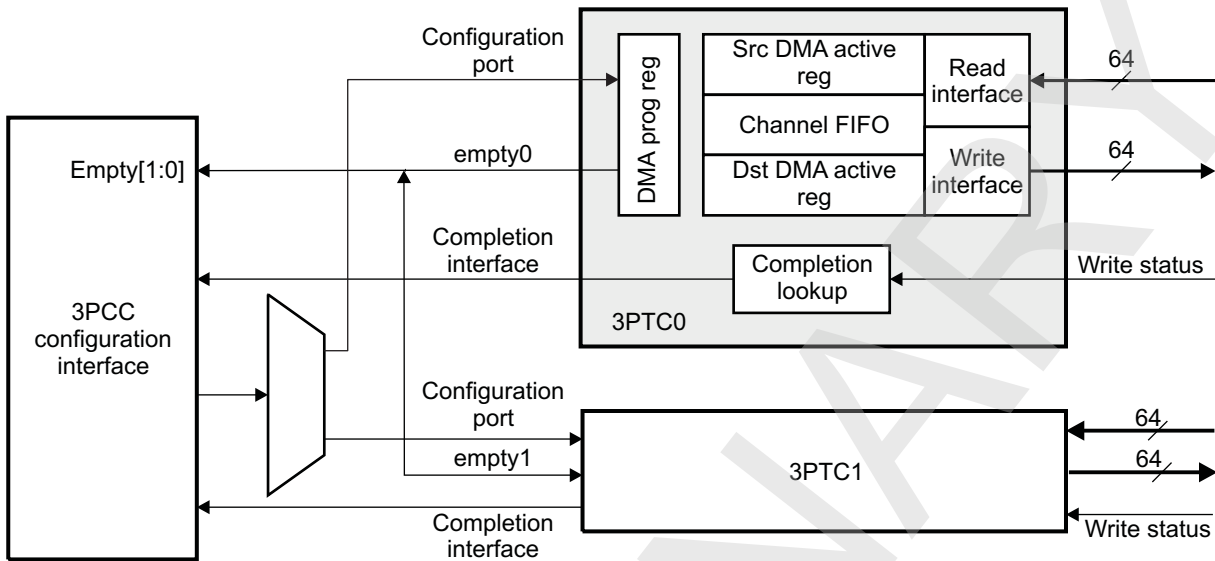 Configuration
port
Src DMA active
reg
Read
interface
64
DMA prog reg
Channel FIFO
Empty[1:0]
empty0
Dst DMA active
reg
Write
interface
64
Completion
interface
Completion
lookup
Write status
3PCC
configuration
interface
3PTC0
Configuration
port
64
empty1
3PTC1
64
Completion
interface
Write status